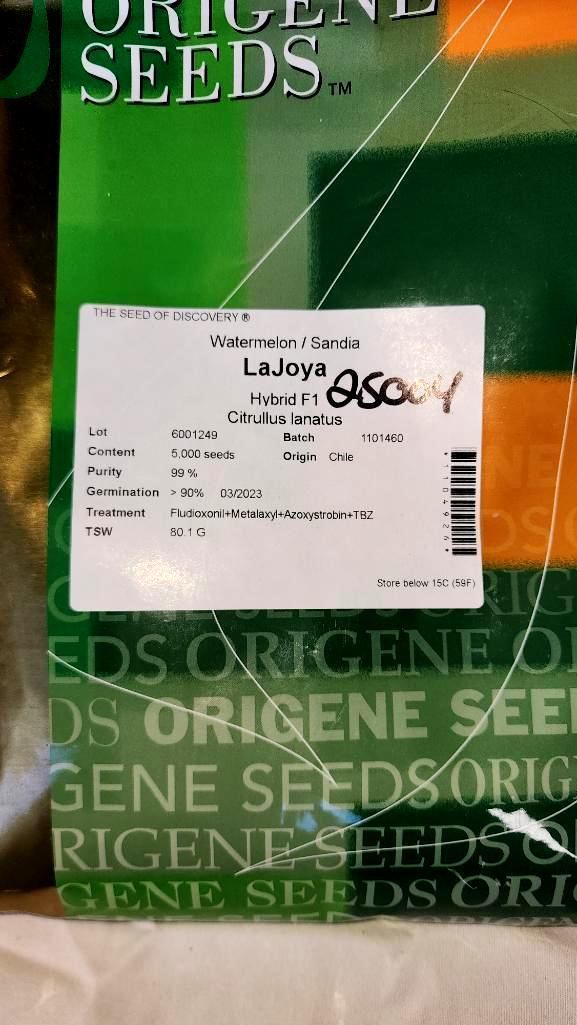 ORIGENE
SEEDS™
THE SEED OF DISCOVERY ®
Watermelon / Sandia
LaJoya
Hybrid F1 25004
Citrullus lanatus
Lot 6001249 Batch 1101460
Content 5,000 seeds Origin Chile
Purity 99 %
Germination > 90% 03/2023
Treatment Fludioxonil+Metalaxyl+Azoxystrobin+TBZ
TSW 80.1 G
Store below 15C (59F)
EDS ORIGENE
DS ORIGENE SEE
GENE SEEDS ORIG
RIGENE SEEDS O
GENE SEEDS ORI